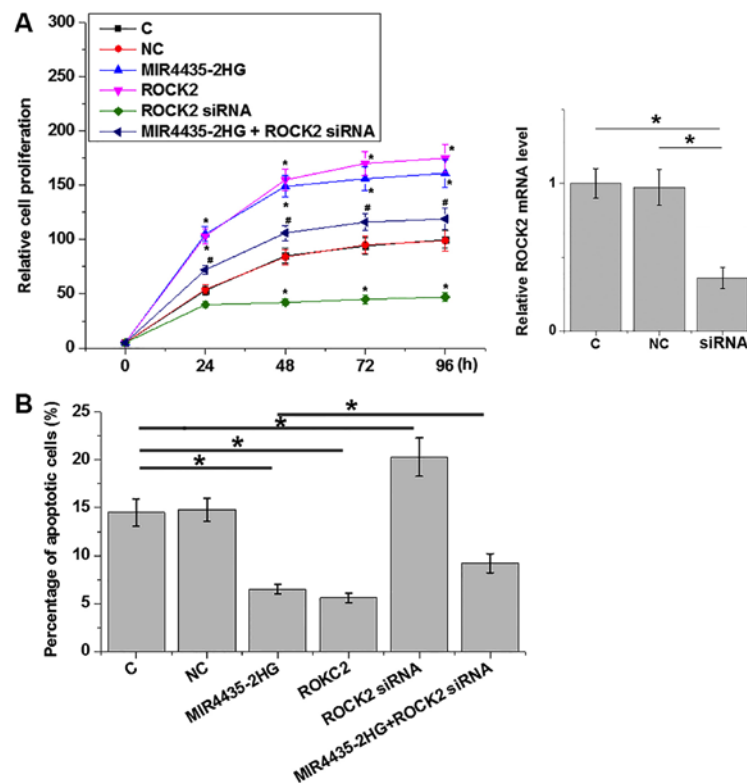 A
300
250
200
150
100
50
0
Relative cell proliferation
C
NC
MIR4435-2HG
ROCK2
ROCK2 siRNA
MIR4435-2HG + ROCK2 siRNA
* * * *
* * * *
# # # #
* * *
0 24 48 72 96 (h)
Relative ROCK2 mRNA level
*
*
1
0
C NC siRNA
B
Percentage of apoptotic cells (%)
25
20
15
10
5
0
*
*
*
*
C
NC
MIR4435-2HG
ROKC2
ROCK2 siRNA
MIR4435-2HG+ROCK2 siRNA